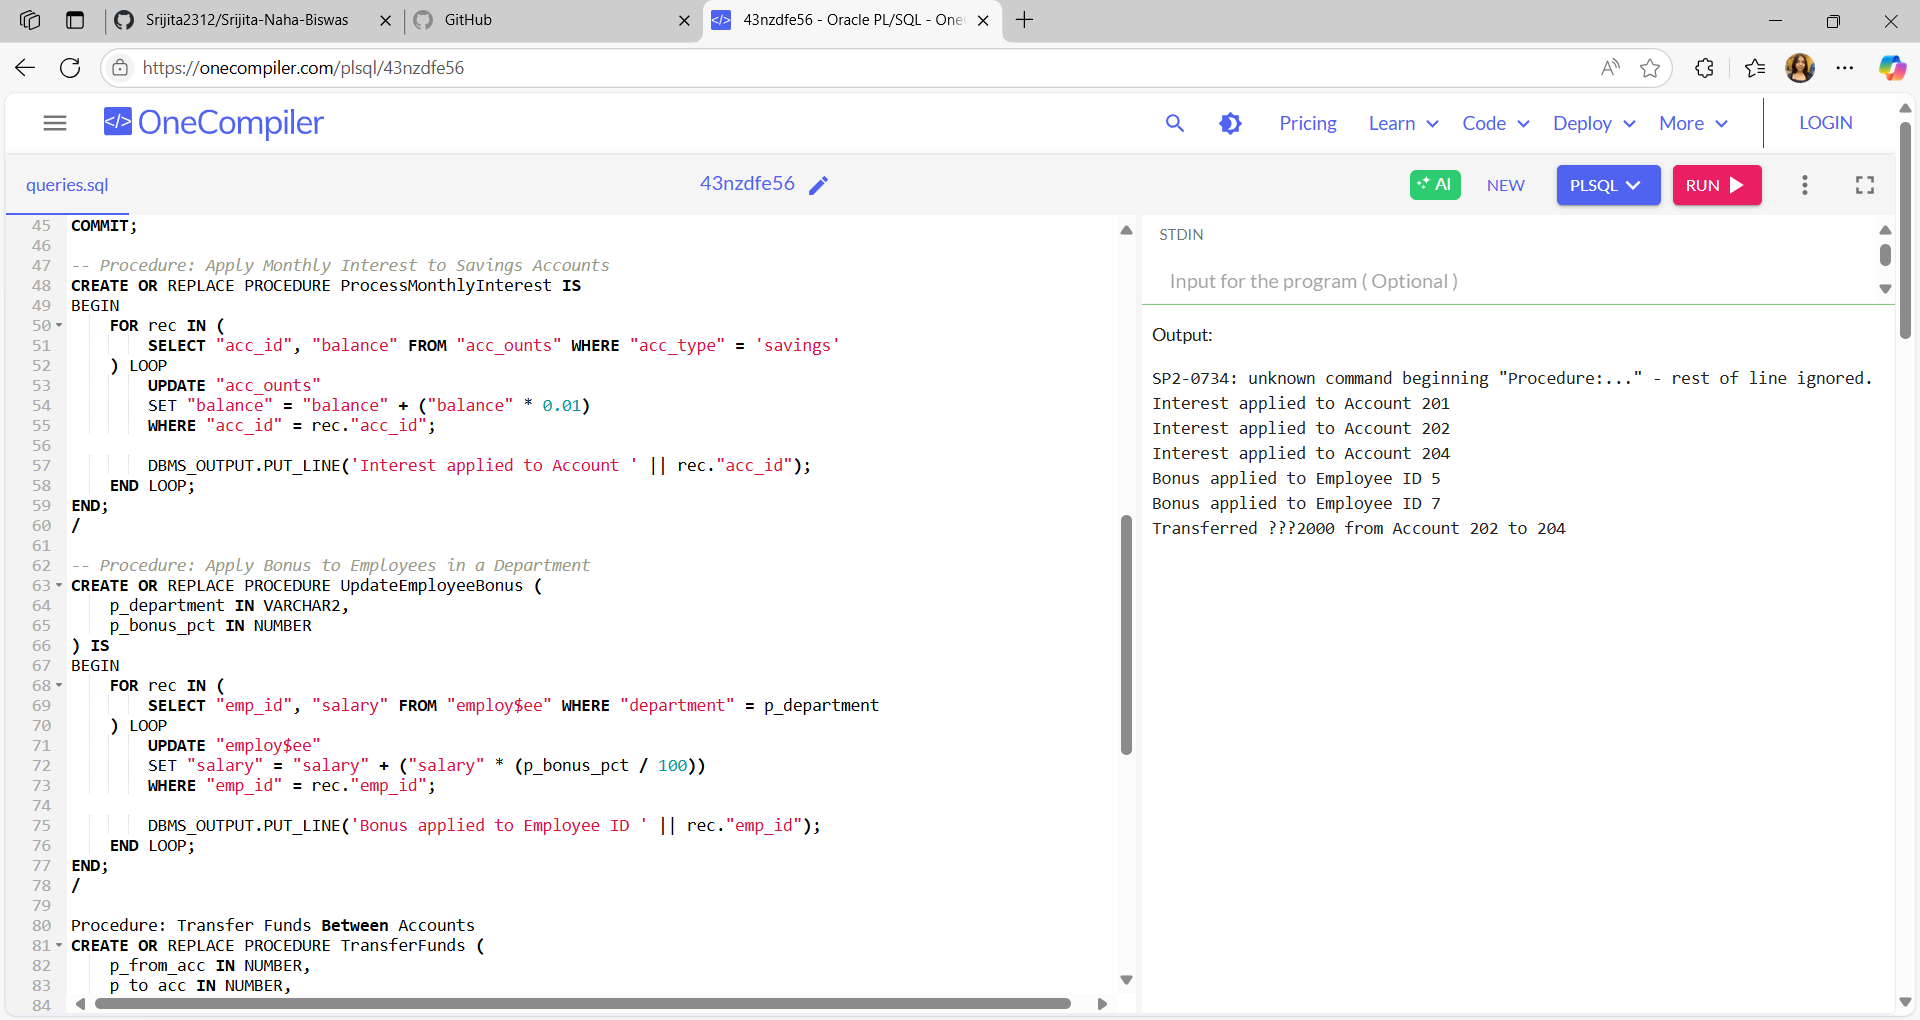 Srijita2312/Srijita-Naha-Biswas
GitHub
43nzdfe56 - Oracle PL/SQL - One
https://onecompiler.com/plsql/43nzdfe56
</> OneCompiler
Pricing
Learn
Code
Deploy
More
LOGIN
queries.sql
43nzdfe56
AI
NEW
PLSQL
RUN
45 COMMIT;
46
47 -- Procedure: Apply Monthly Interest to Savings Accounts
48 CREATE OR REPLACE PROCEDURE ProcessMonthlyInterest IS
49 BEGIN
50 FOR rec IN (
51 SELECT "acc_id", "balance" FROM "acc_ounts" WHERE "acc_type" = 'savings'
52 ) LOOP
53 UPDATE "acc_ounts"
54 SET "balance" = "balance" + ("balance" * 0.01)
55 WHERE "acc_id" = rec."acc_id";
56
57 DBMS_OUTPUT.PUT_LINE('Interest applied to Account ' || rec."acc_id");
58 END LOOP;
59 END;
60 /
61
62 -- Procedure: Apply Bonus to Employees in a Department
63 CREATE OR REPLACE PROCEDURE UpdateEmployeeBonus (
64 p_department IN VARCHAR2,
65 p_bonus_pct IN NUMBER
66 ) IS
67 BEGIN
68 FOR rec IN (
69 SELECT "emp_id", "salary" FROM "employ$ee" WHERE "department" = p_department
70 ) LOOP
71 UPDATE "employ$ee"
72 SET "salary" = "salary" + ("salary" * (p_bonus_pct / 100))
73 WHERE "emp_id" = rec."emp_id";
74
75 DBMS_OUTPUT.PUT_LINE('Bonus applied to Employee ID ' || rec."emp_id");
76 END LOOP;
77 END;
78 /
79
80 Procedure: Transfer Funds Between Accounts
81 CREATE OR REPLACE PROCEDURE TransferFunds (
82 p_from_acc IN NUMBER,
83 p_to_acc IN NUMBER,
84
STDIN
Input for the program ( Optional )
Output:
SP2-0734: unknown command beginning "Procedure:..." - rest of line ignored.
Interest applied to Account 201
Interest applied to Account 202
Interest applied to Account 204
Bonus applied to Employee ID 5
Bonus applied to Employee ID 7
Transferred ???2000 from Account 202 to 204